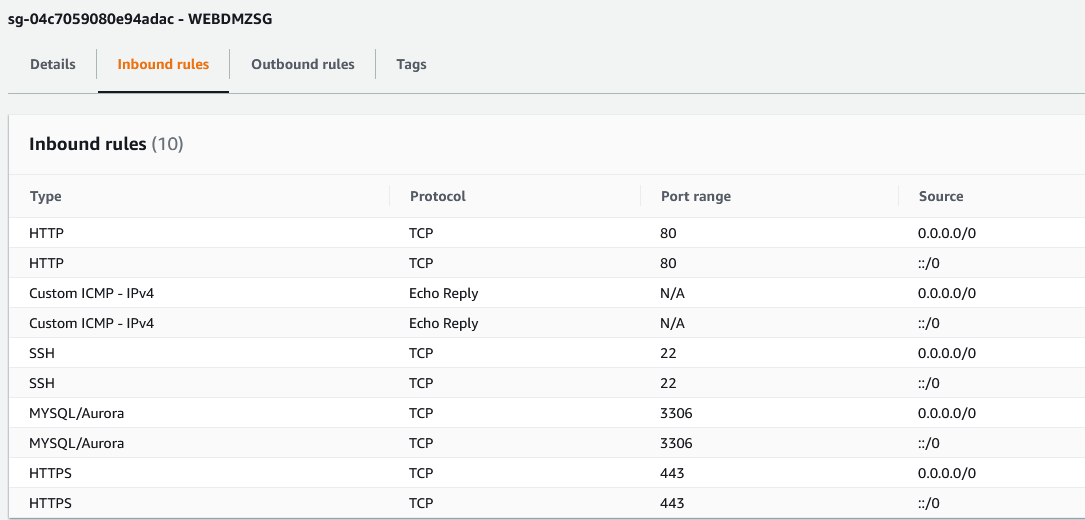 sg-04c7059080e94adac - WEBDMZSG
Details Inbound rules Outbound rules Tags
Inbound rules (10)
Type Protocol Port range Source
HTTP TCP 80 0.0.0.0/0
HTTP TCP 80 ::/0
Custom ICMP - IPv4 Echo Reply N/A 0.0.0.0/0
Custom ICMP - IPv4 Echo Reply N/A ::/0
SSH TCP 22 0.0.0.0/0
SSH TCP 22 ::/0
MYSQL/Aurora TCP 3306 0.0.0.0/0
MYSQL/Aurora TCP 3306 ::/0
HTTPS TCP 443 0.0.0.0/0
HTTPS TCP 443 ::/0